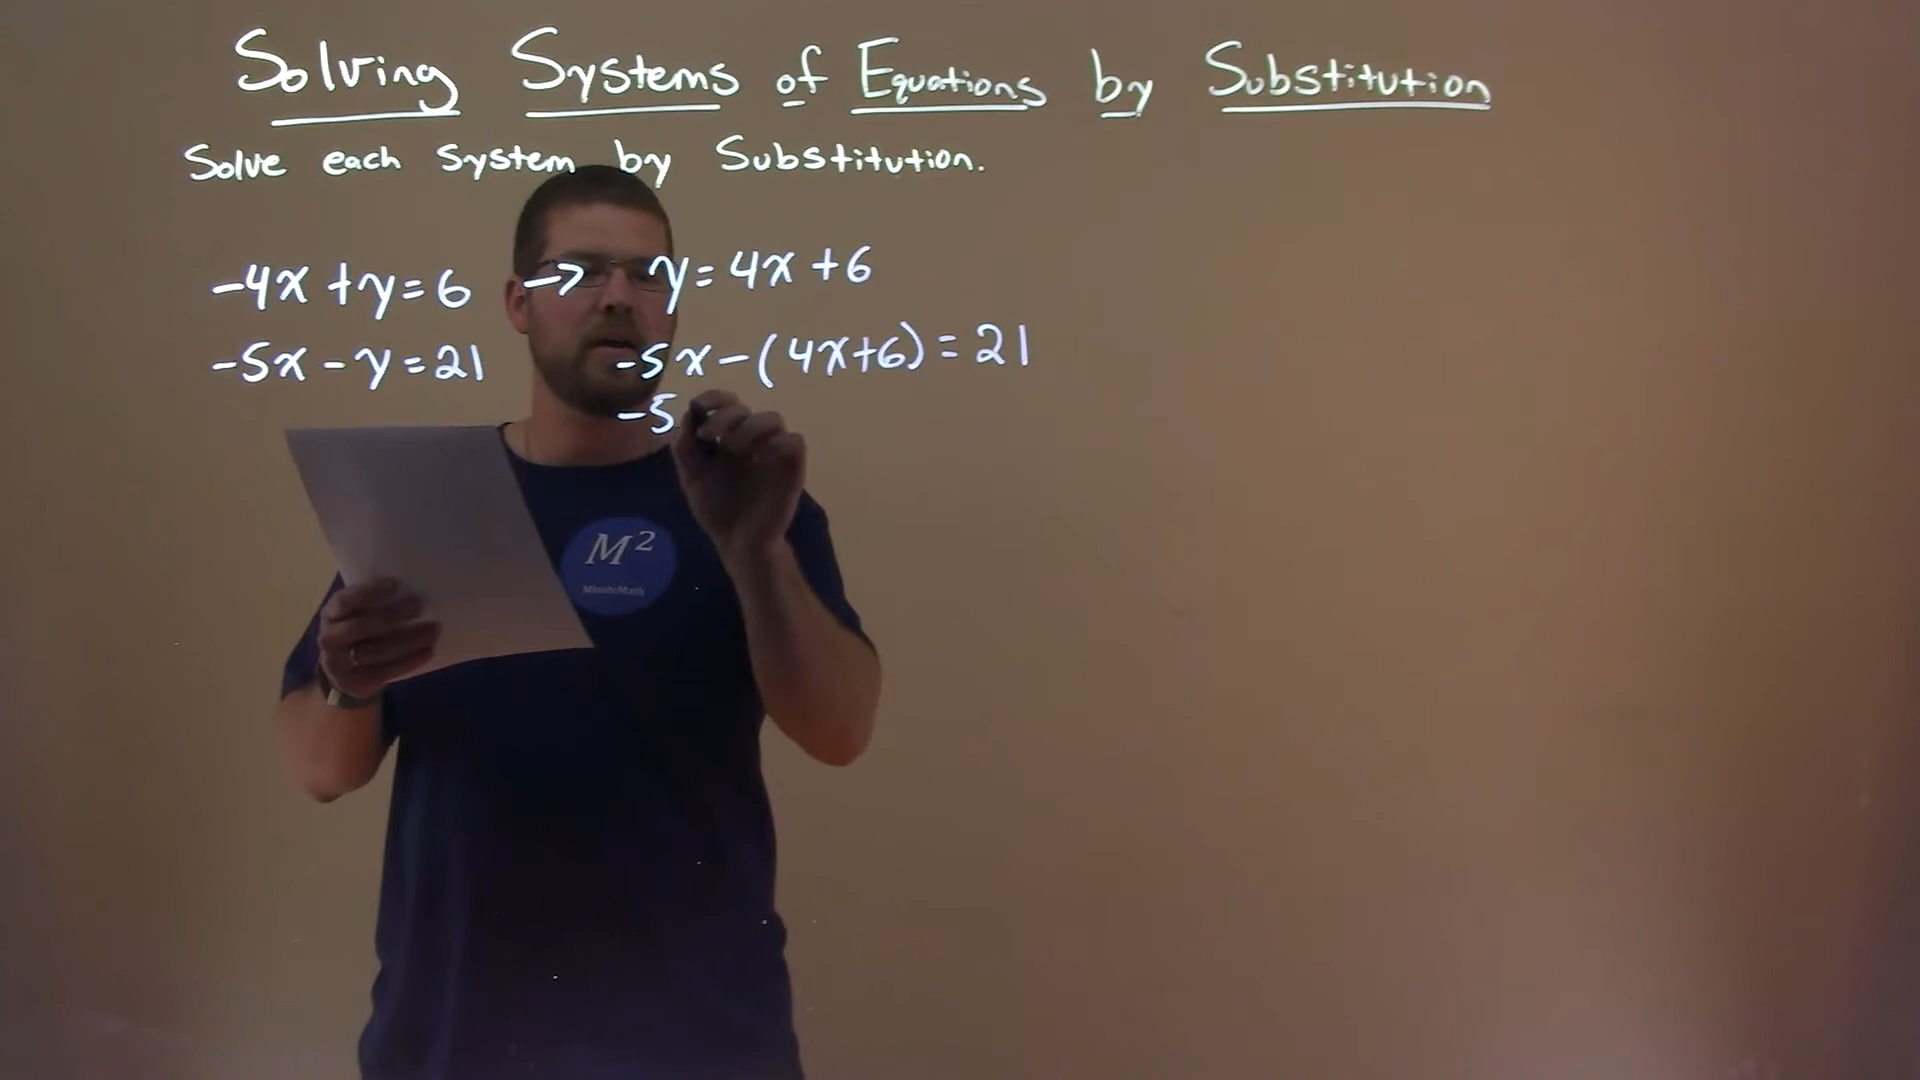 Solving Systems of Equations by Substitution
Solve each system by Substitution.
-4x+y=6 -> y=4x+6
-5x-y=21 -5x-(4x+6)=21
-5
M²
MinuteMath